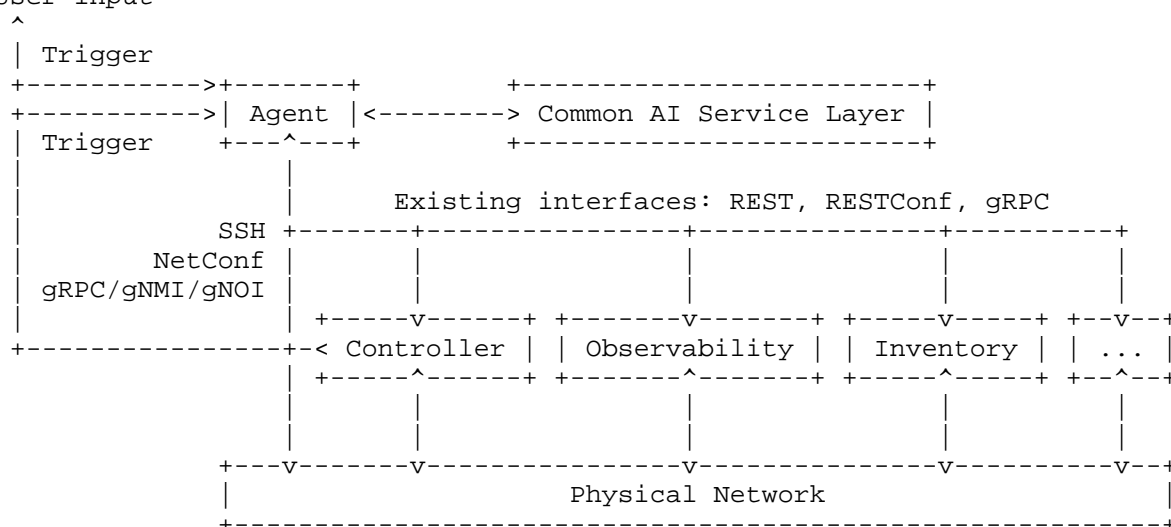 User input
Trigger
Agent Common AI Service Layer
Trigger
Existing interfaces: REST, RESTConf, gRPC
SSH
NetConf
gRPC/gNMI/gNOI
Controller Observability Inventory ...
Physical Network